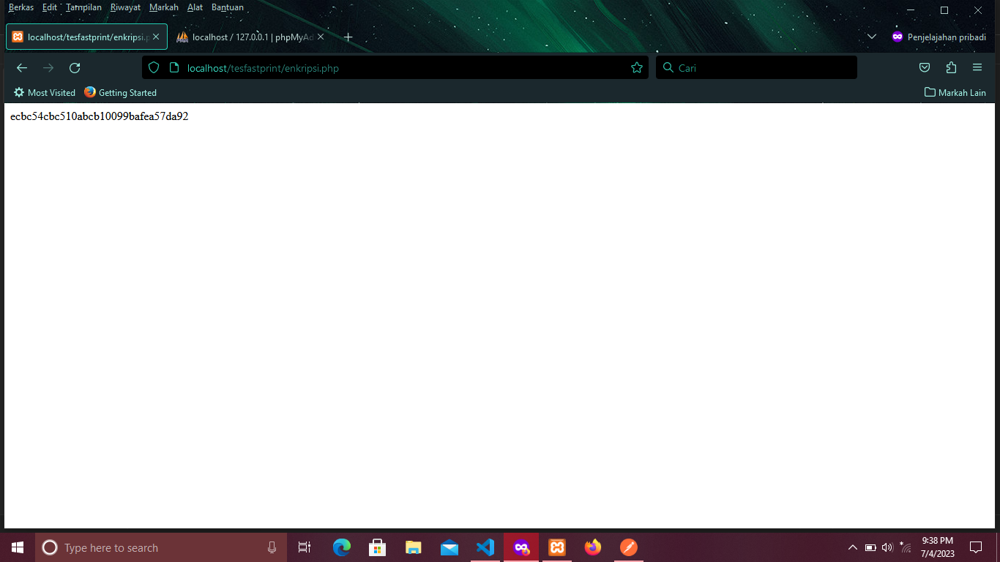 Berkas Edit Tampilan Riwayat Markah Alat Bantuan
localhost/tesfastprint/enkripsi.p localhost / 127.0.0.1 | phpMyAd Penjelajahan pribadi
localhost/tesfastprint/enkripsi.php Cari
Most Visited Getting Started Markah Lain
ecbc54cbc510abcb10099bafea57da92
Type here to search
9:38 PM
7/4/2023